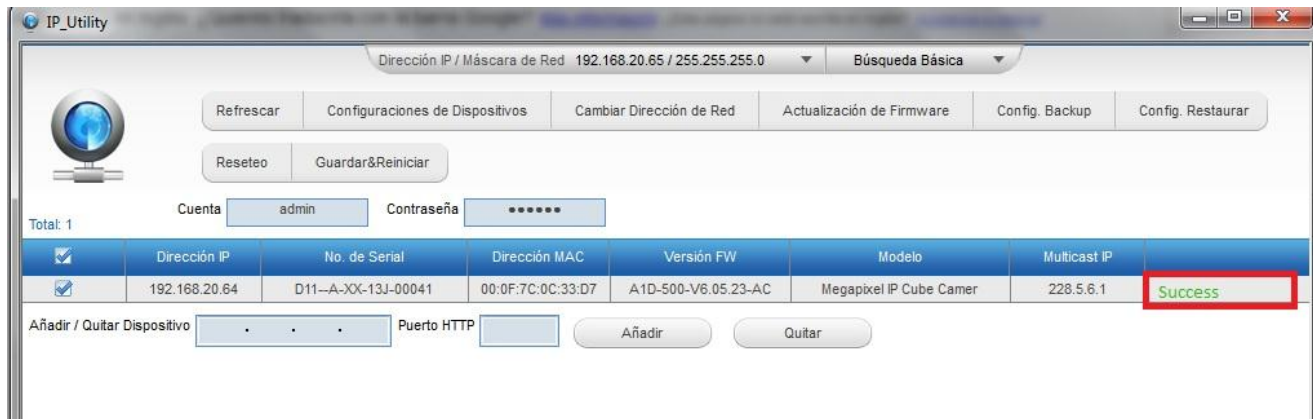 IP_Utility
Dirección IP / Máscara de Red 192.168.20.65 / 255.255.255.0 Búsqueda Básica
Refrescar Configuraciones de Dispositivos Cambiar Dirección de Red Actualización de Firmware Config. Backup Config. Restaurar
Reseteo Guardar&Reiniciar
Cuenta admin Contraseña ••••••
Total: 1
Dirección IP No. de Serial Dirección MAC Versión FW Modelo Multicast IP
192.168.20.64 D11--A-XX-13J-00041 00:0F:7C:0C:33:D7 A1D-500-V6.05.23-AC Megapixel IP Cube Camer 228.5.6.1 Success
Añadir / Quitar Dispositivo . . . Puerto HTTP Añadir Quitar